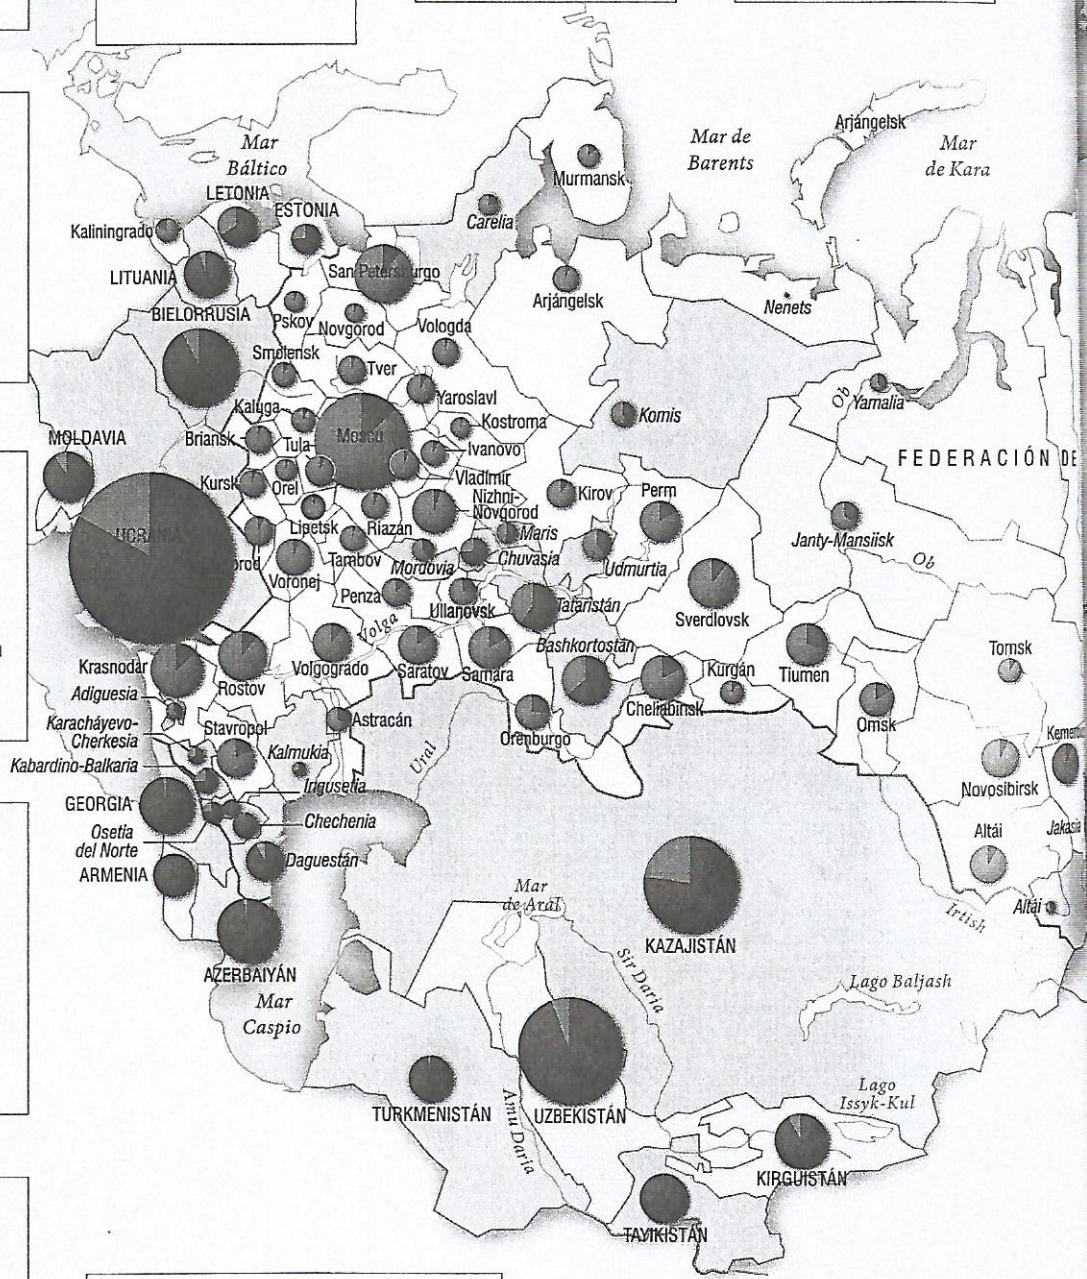 Arjángelsk
Mar de
Barents
Mar
de Kara
Mar
Báltico
Murmansk
LETONIA
ESTONIA
Carelia
Kaliningrado
LITUANIA
San Petersburgo
Arjángelsk
Nenets
BIELORRUSIA
Pskov
Novgorod
Vologda
Smolensk
Tver
Yaroslavl
Ob
Yamalia
Kaluga
Kostroma
Komis
MOLDAVIA
Briansk
Tula
Moscú
Ivanovo
FEDERACIÓN DE
Kursk
Orel
Vladímir
Nizhni-
Novgorod
Kirov
Perm
UCRANIA
Lipetsk
Riazán
Maris
Janty-Mansiisk
orod
Voronej
Tambov
Mordovia
Chuvasia
Udmurtia
Ob
Penza
Ulianovsk
Tataristán
Sverdlovsk
Volga
Bashkortostán
Krasnodar
Rostov
Volgogrado
Saratov
Samara
Kurgán
Tiumen
Tomsk
Adiguesia
Cheliabinsk
Karacháyevo-
Cherkesia
Stavropol
Astracán
Orenburgo
Omsk
Kabardino-Balkaria
Kalmukia
Ural
Novosibirsk
GEORGIA
Ingusetia
Osetia
del Norte
Chechenia
Altái
Jakasia
ARMENIA
Daguestán
Mar
de Aral
Irtish
Altái
KAZAJISTÁN
AZERBAIYÁN
Sir Daria
Lago Baljash
Mar
Caspio
TURKMENISTÁN
Amu Daria
UZBEKISTÁN
Lago
Issyk-Kul
KIRGUISTÁN
TAYIKISTÁN